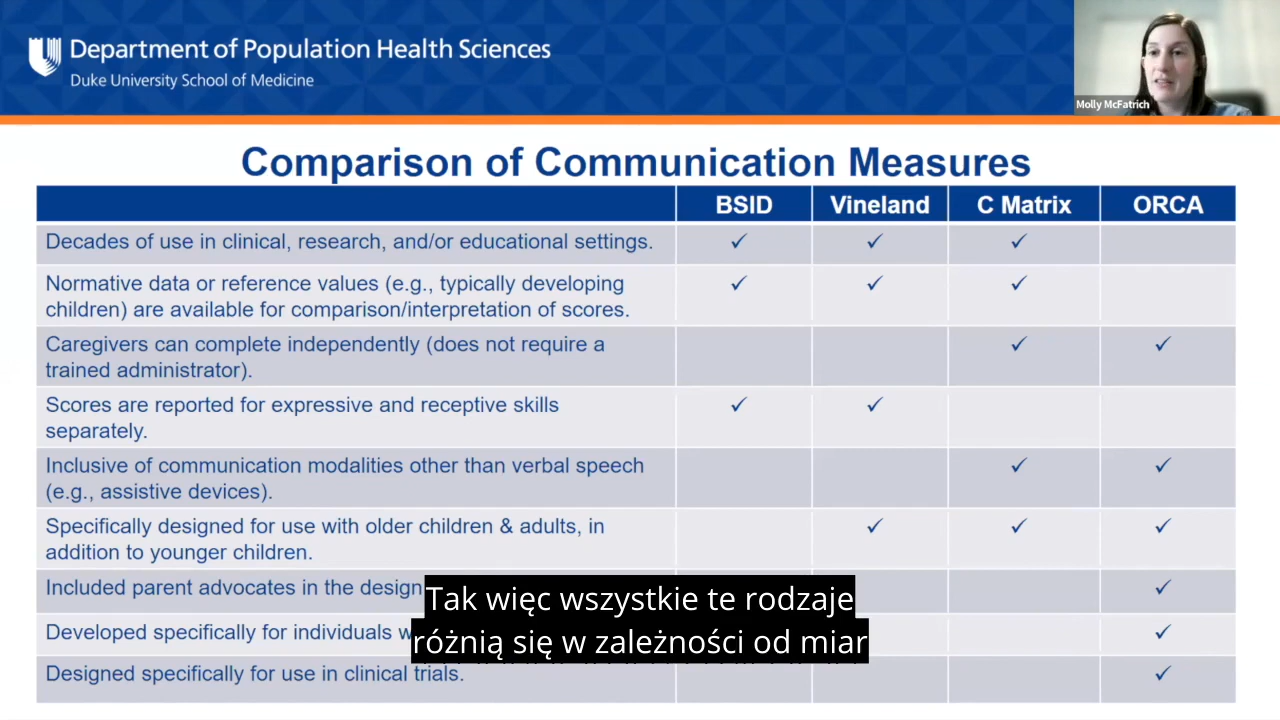 Department of Population Health Sciences
Duke University School of Medicine
Molly McFatrich
Comparison of Communication Measures
BSID Vineland C Matrix ORCA
Decades of use in clinical, research, and/or educational settings. ✓ ✓ ✓
Normative data or reference values (e.g., typically developing
children) are available for comparison/interpretation of scores. ✓ ✓ ✓
Caregivers can complete independently (does not require a
trained administrator). ✓ ✓
Scores are reported for expressive and receptive skills
separately. ✓ ✓
Inclusive of communication modalities other than verbal speech
(e.g., assistive devices). ✓ ✓
Specifically designed for use with older children & adults, in
addition to younger children. ✓ ✓ ✓
Included parent advocates in the design ✓
Developed specifically for individuals ✓
Designed specifically for use in clinical trials. ✓
Tak więc wszystkie te rodzaje
różnią się w zależności od miar